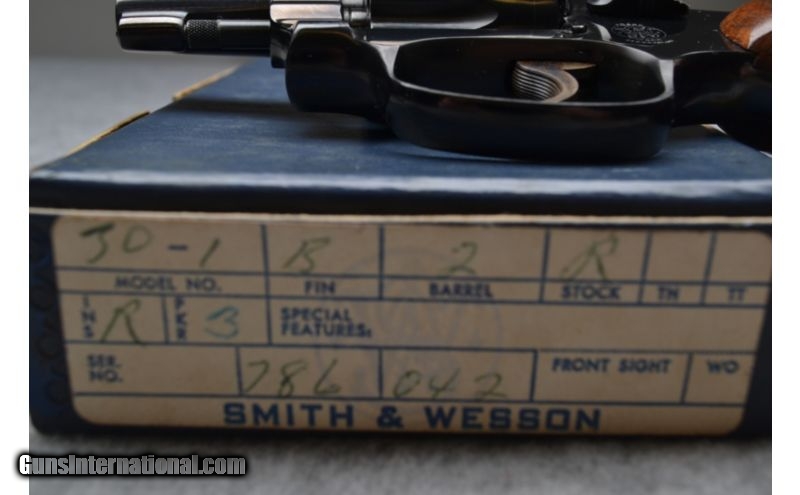 30-1 B 2 R
MODEL NO. FIN BARREL STOCK TH TT
INS R PKR 3 SPECIAL FEATURES:
SER. NO. 786 042 FRONT SIGHT WO
SMITH & WESSON
GunsInternational.com